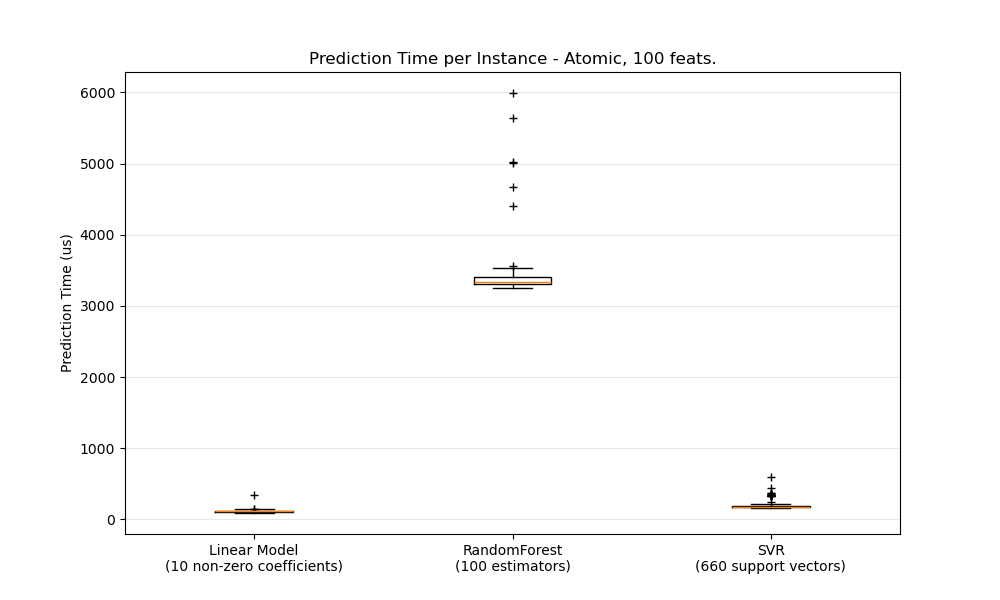 Prediction Time per Instance - Atomic, 100 feats.
Prediction Time (us)
6000
5000
4000
3000
2000
1000
0
Linear Model
(10 non-zero coefficients)
RandomForest
(100 estimators)
SVR
(660 support vectors)